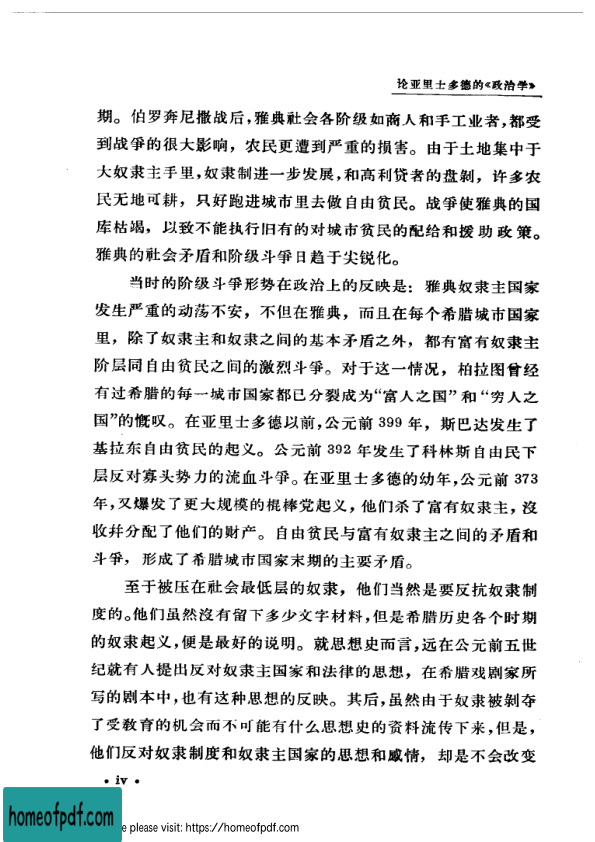 论亚里士多德的《政治学》
期。伯罗奔尼撒战后，雅典社会各阶级如商人和手工业者，都受
到战爭的很大影响，农民更遭到严重的损害。由于土地集中于
大奴隶主手里，奴隶制进一步发展，和高利贷者的盘剝，许多农
民无地可耕，只好跑进城市里去做自由贫民。战爭使雅典的国
库枯竭，以致不能执行旧有的对城市贫民的配给和援助政策。
雅典的社会矛盾和阶级斗爭日趋于尖锐化。
当时的阶级斗爭形势在政治上的反映是：雅典奴隶主国家
发生严重的动荡不安，不但在雅典，而且在每个希腊城市国家
里，除了奴隶主和奴隶之间的基本矛盾之外，都有富有奴隶主
阶层同自由贫民之间的激烈斗爭。对于这一情况，柏拉图曾经
有过希腊的每一城市国家都已分裂成为“富人之国”和“穷人之
国”的慨叹。在亚里士多德以前，公元前 399 年，斯巴达发生了
基拉东自由贫民的起义。公元前 392 年发生了科林斯自由民下
层反对寡头势力的流血斗爭。在亚里士多德的幼年，公元前 373
年，又爆发了更大规模的棍棒党起义，他们杀了富有奴隶主，沒
收幷分配了他们的财产。自由贫民与富有奴隶主之间的矛盾和
斗爭，形成了希腊城市国家末期的主要矛盾。
至于被压在社会最低层的奴隶，他们当然是要反抗奴隶制
度的。他们虽然沒有留下多少文字材料，但是希腊历史各个时期
的奴隶起义，便是最好的说明。就思想史而言，远在公元前五世
纪就有人提出反对奴隶主国家和法律的思想，在希腊戏剧家所
写的剧本中，也有这种思想的反映。其后，虽然由于奴隶被剝夺
了受教育的机会而不可能有什么思想史的资料流传下来，但是，
他们反对奴隶制度和奴隶主国家的思想和感情，却是不会改变
• iv •
homeofpdf.com
e please visit: https://homeofpdf.com